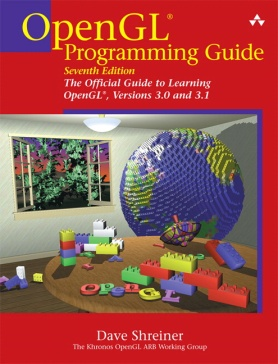 OpenGL®
Programming Guide
Seventh Edition
The Official Guide to Learning
OpenGL®, Versions 3.0 and 3.1
OPENGL
Dave Shreiner
The Khronos OpenGL ARB Working Group